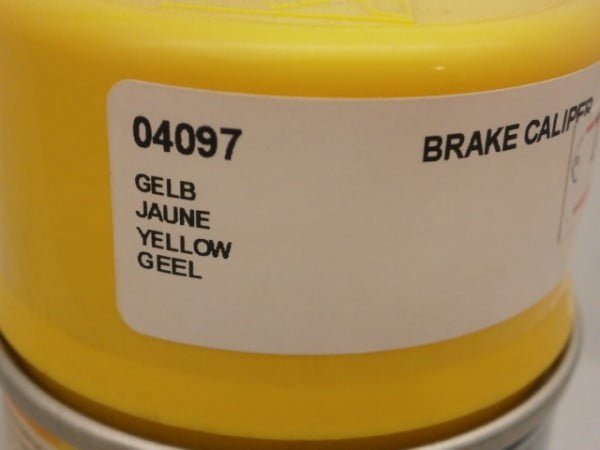 04097
BRAKE CALIPER
GELB
JAUNE
YELLOW
GEEL